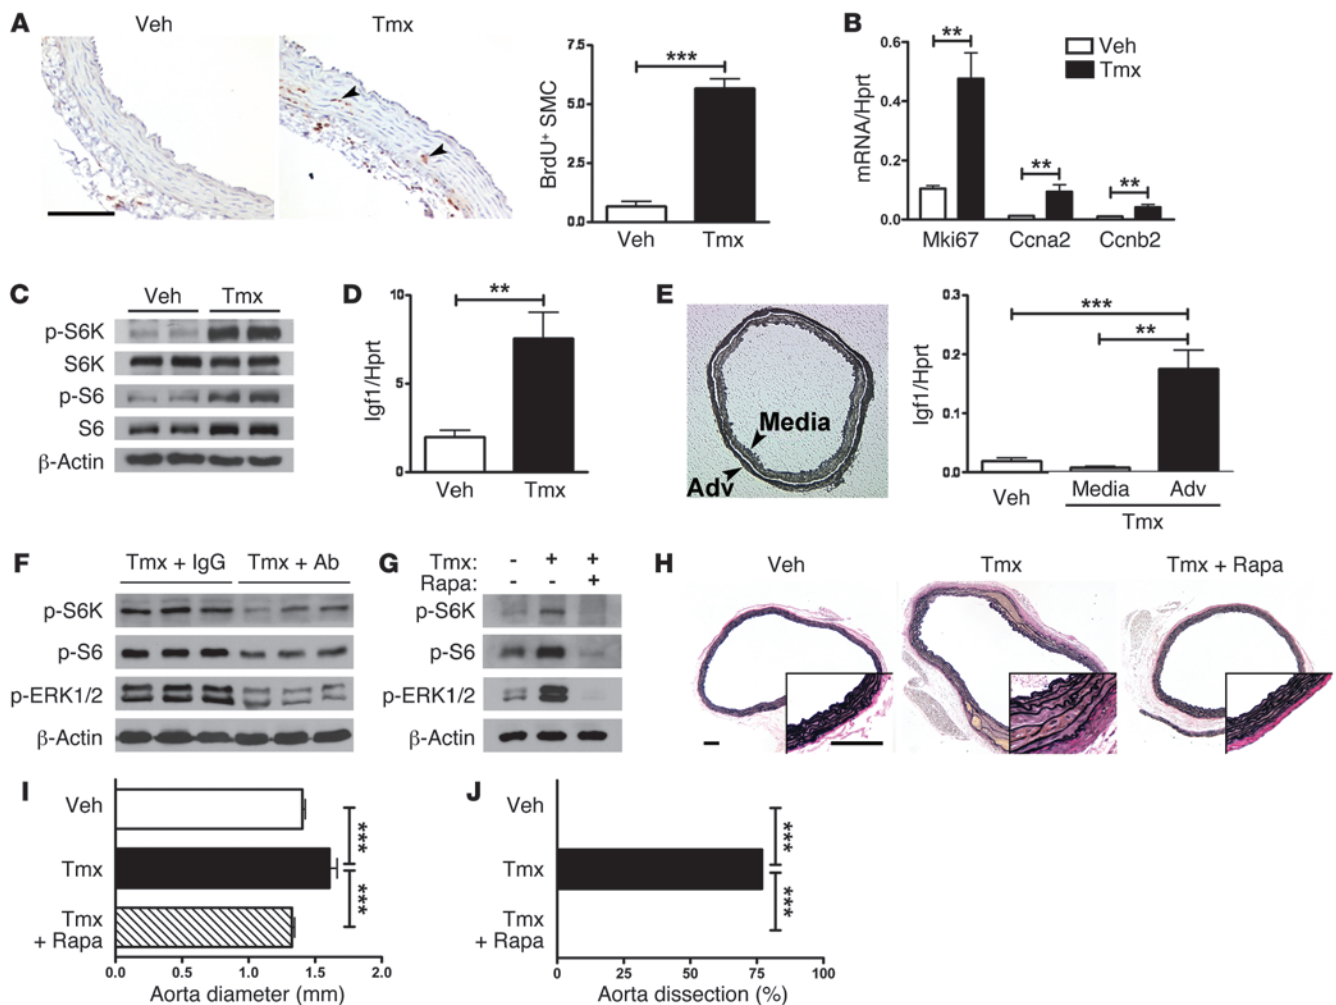 A
Veh
Tmx
BrdU⁺ SMC
7.5
5.0
2.5
0.0
***
Veh
Tmx
B
mRNA/Hprt
0.6
0.4
0.2
0.0
**
**
**
Veh
Tmx
Mki67
Ccna2
Ccnb2
C
Veh
Tmx
p-S6K
S6K
p-S6
S6
β-Actin
D
Igf1/Hprt
10
5
0
**
Veh
Tmx
E
Media
Adv
Igf1/Hprt
0.3
0.2
0.1
0.0
***
**
Veh
Media
Adv
Tmx
F
Tmx + IgG
Tmx + Ab
p-S6K
p-S6
p-ERK1/2
β-Actin
G
Tmx: - + +
Rapa: - - +
p-S6K
p-S6
p-ERK1/2
β-Actin
H
Veh
Tmx
Tmx + Rapa
I
Veh
Tmx
Tmx
+ Rapa
***
***
0.0 0.5 1.0 1.5 2.0
Aorta diameter (mm)
J
Veh
Tmx
Tmx
+ Rapa
***
***
0 25 50 75 100
Aorta dissection (%)